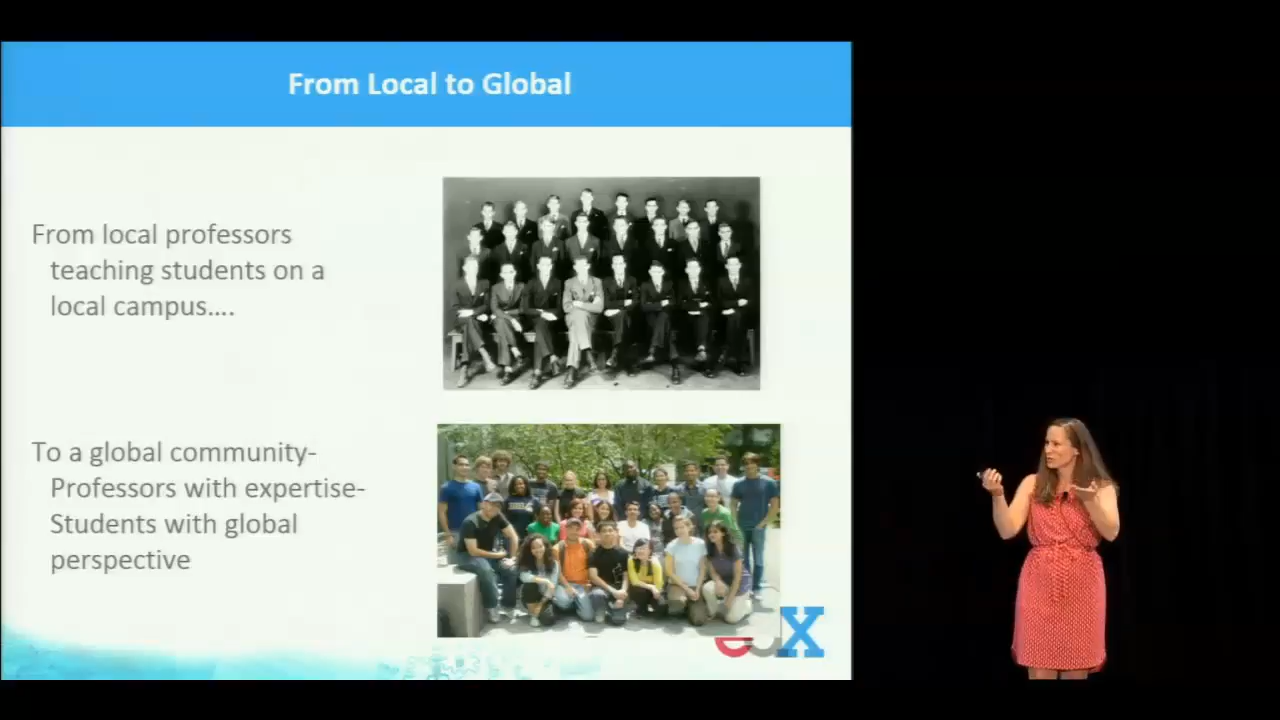 From Local to Global
From local professors
teaching students on a
local campus....
To a global community-
Professors with expertise-
Students with global
perspective
edX